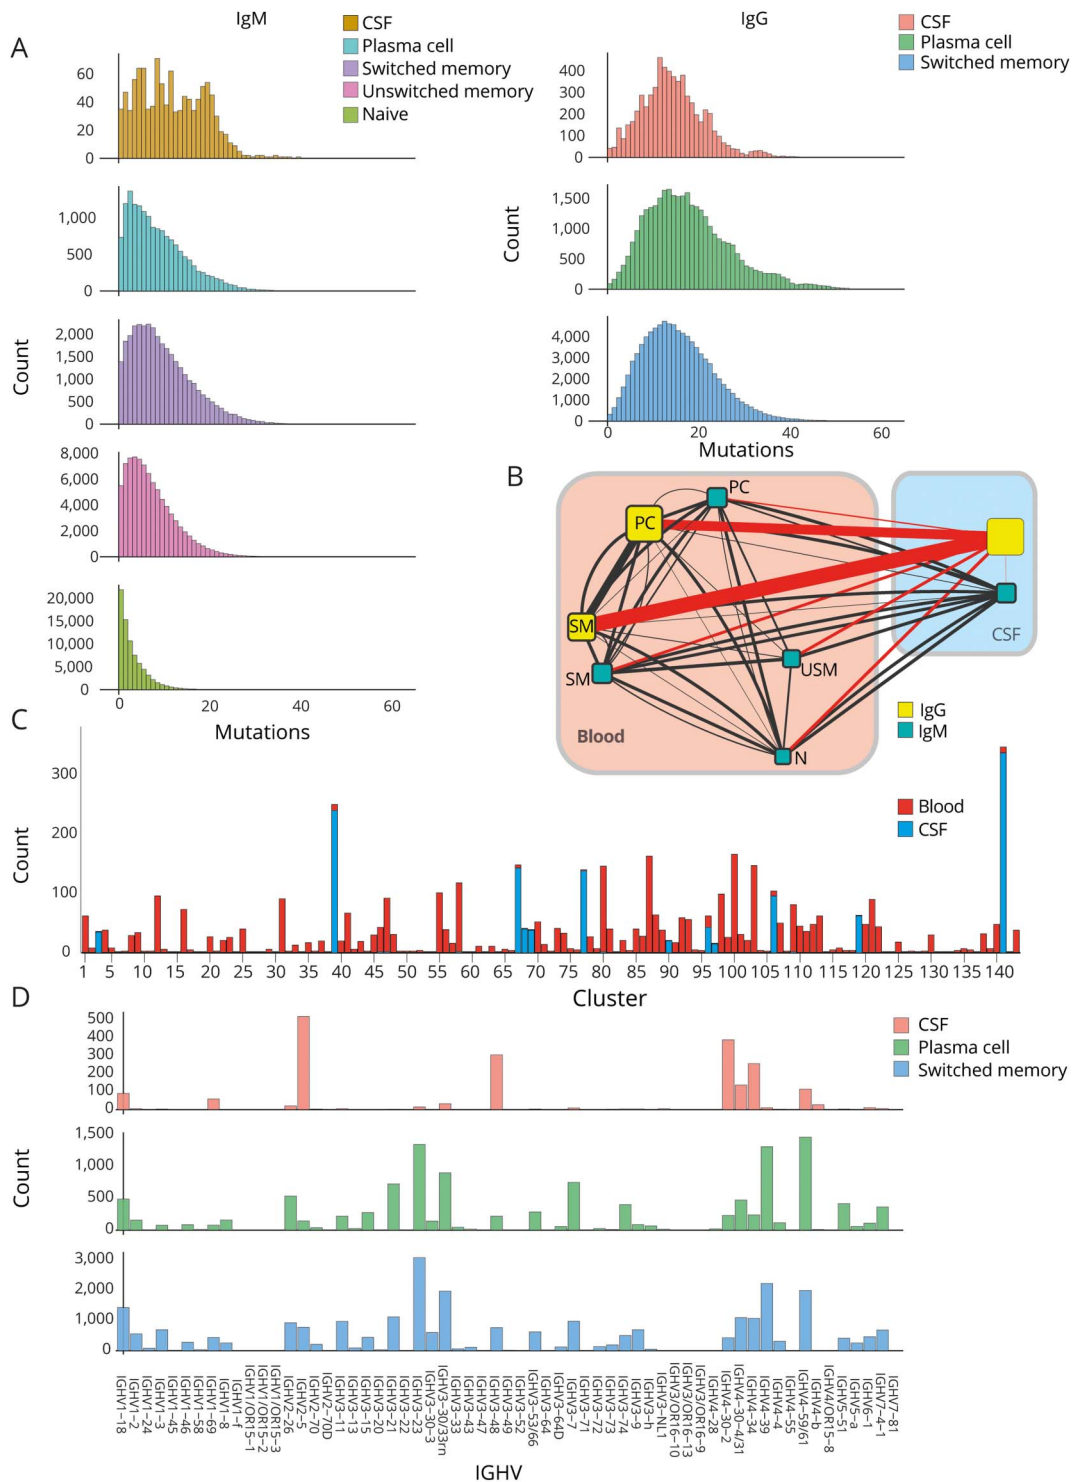 A
IgM
CSF
Plasma cell
Switched memory
Unswitched memory
Naive
60
40
20
0
1,000
500
0
2,000
1,500
1,000
500
0
Count
8,000
6,000
4,000
2,000
0
20,000
15,000
10,000
5,000
0
0 20 40 60
Mutations
IgG
CSF
Plasma cell
Switched memory
400
300
200
100
0
1,500
1,000
500
0
Count
4,000
3,000
2,000
1,000
0
0 20 40 60
Mutations
B
PC
PC
SM
SM
USM
N
Blood
CSF
IgG
IgM
C
Blood
CSF
300
200
100
0
Count
1 5 10 15 20 25 30 35 40 45 50 55 60 65 70 75 80 85 90 95 100 105 110 115 120 125 130 135 140
Cluster
D
CSF
Plasma cell
Switched memory
500
400
300
200
100
0
1,500
1,000
500
0
Count
3,000
2,000
1,000
0
IGHV1-18
IGHV1-2
IGHV1-24
IGHV1-3
IGHV1-45
IGHV1-46
IGHV1-58
IGHV1-69
IGHV1-8
IGHV1-f
IGHV1/OR15-1
IGHV1/OR15-2
IGHV1/OR15-3
IGHV2-26
IGHV2-5
IGHV2-70
IGHV2-70D
IGHV3-11
IGHV3-13
IGHV3-15
IGHV3-20
IGHV3-21
IGHV3-22
IGHV3-23
IGHV3-30-3
IGHV3-30/33rn
IGHV3-33
IGHV3-43
IGHV3-47
IGHV3-48
IGHV3-49
IGHV3-52
IGHV3-53/66
IGHV3-64
IGHV3-64D
IGHV3-7
IGHV3-71
IGHV3-72
IGHV3-73
IGHV3-74
IGHV3-9
IGHV3-h
IGHV3-NL1
IGHV3/OR16-10
IGHV3/OR16-13
IGHV3/OR16-9
IGHV4-28
IGHV4-30-2
IGHV4-30-4/31
IGHV4-34
IGHV4-39
IGHV4-4
IGHV4-55
IGHV4-59/61
IGHV4-b
IGHV4/OR15-8
IGHV5-51
IGHV5-a
IGHV6-1
IGHV7-4-1
IGHV7-81
IGHV